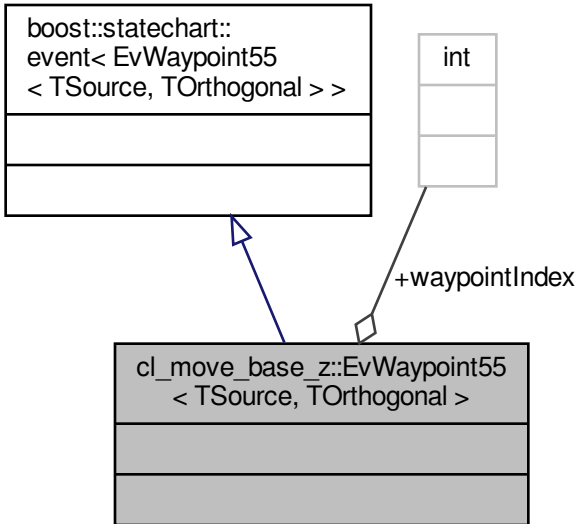 boost::statechart::
event< EvWaypoint55
< TSource, TOrthogonal > >
int
+waypointIndex
cl_move_base_z::EvWaypoint55
< TSource, TOrthogonal >